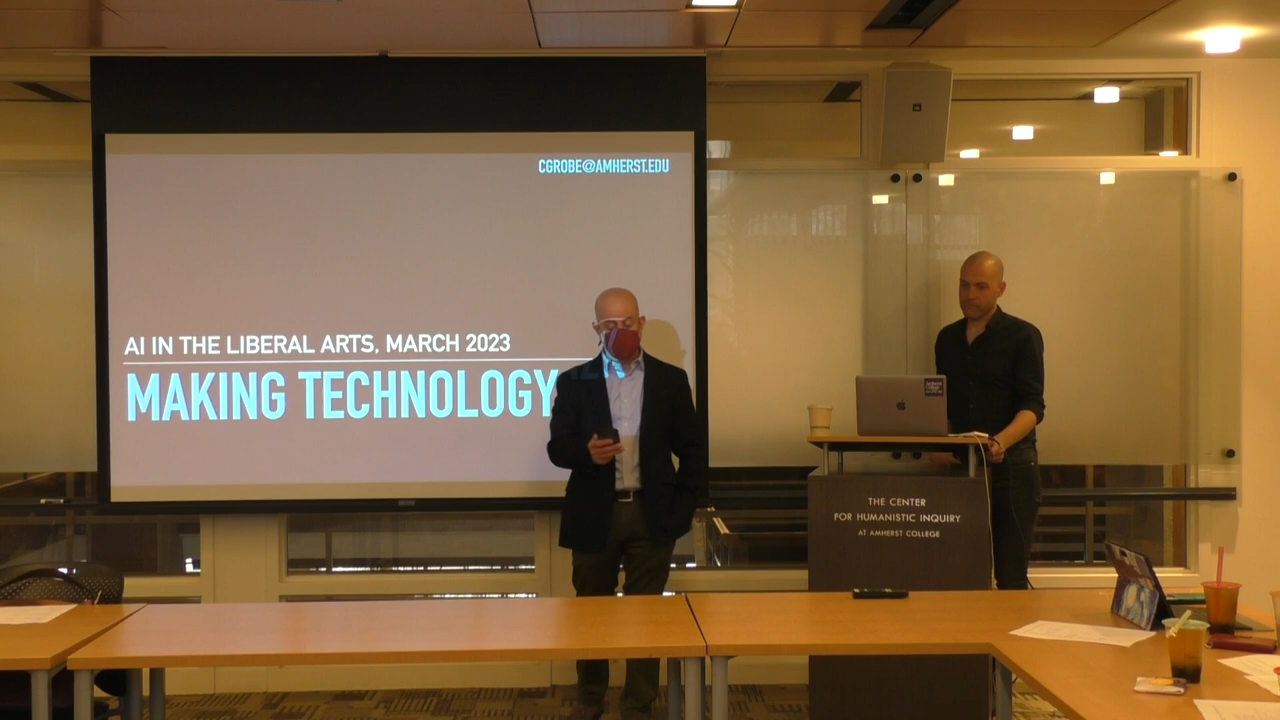 CGROBE@AMHERST.EDU
AI IN THE LIBERAL ARTS, MARCH 2023
MAKING TECHNOLOGY
THE CENTER
FOR HUMANISTIC INQUIRY
AT AMHERST COLLEGE